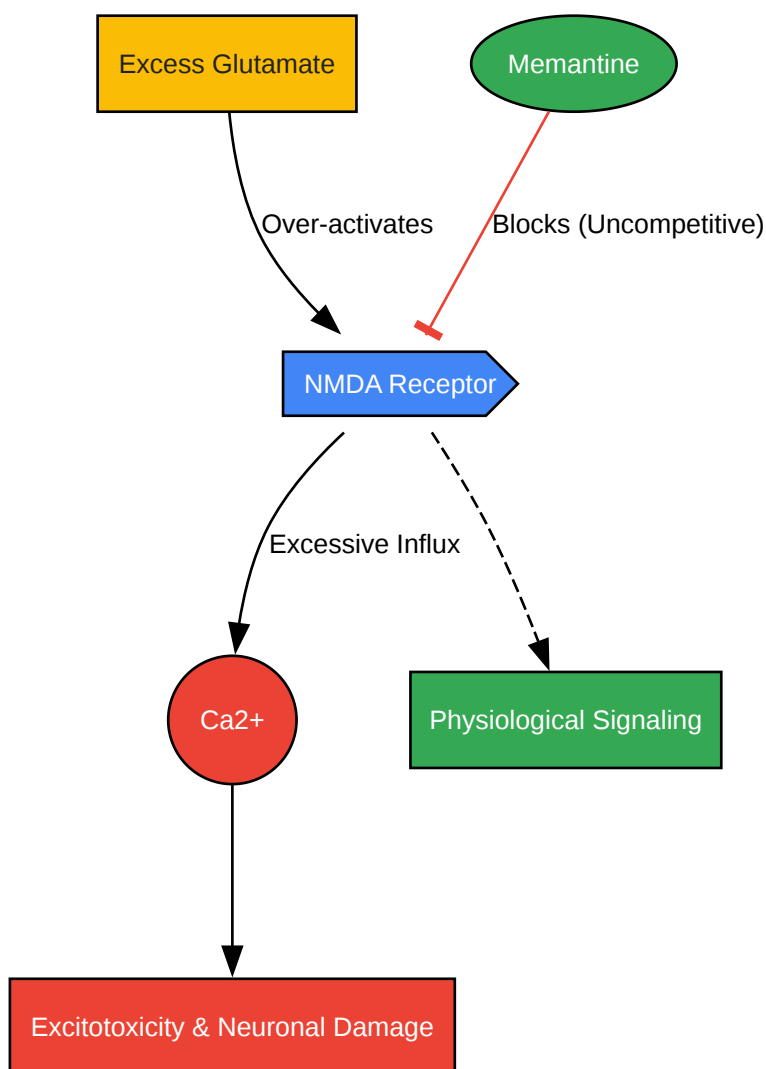 Excess Glutamate
Memantine
Over-activates
Blocks (Uncompetitive)
NMDA Receptor
Excessive Influx
Ca2+
Physiological Signaling
Excitotoxicity & Neuronal Damage